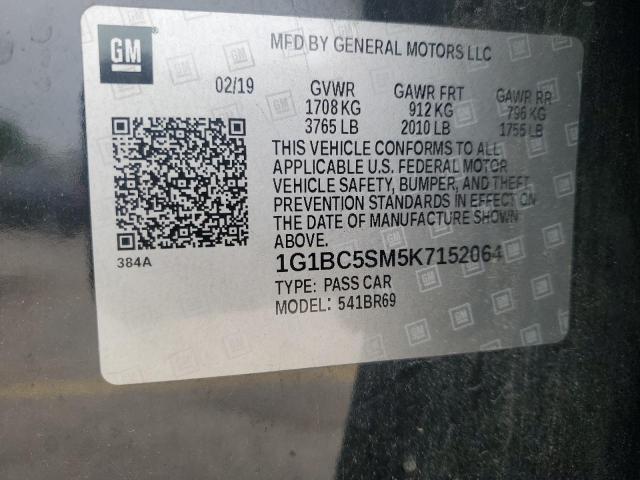 GM
MFD BY GENERAL MOTORS LLC
02/19 GVWR GAWR FRT GAWR RR
1708 KG 912 KG 796 KG
3765 LB 2010 LB 1755 LB
THIS VEHICLE CONFORMS TO ALL
APPLICABLE U.S. FEDERAL MOTOR
VEHICLE SAFETY, BUMPER, AND THEFT
PREVENTION STANDARDS IN EFFECT ON
THE DATE OF MANUFACTURE SHOWN
ABOVE.
384A
1G1BC5SM5K7152064
TYPE: PASS CAR
MODEL: 541BR69